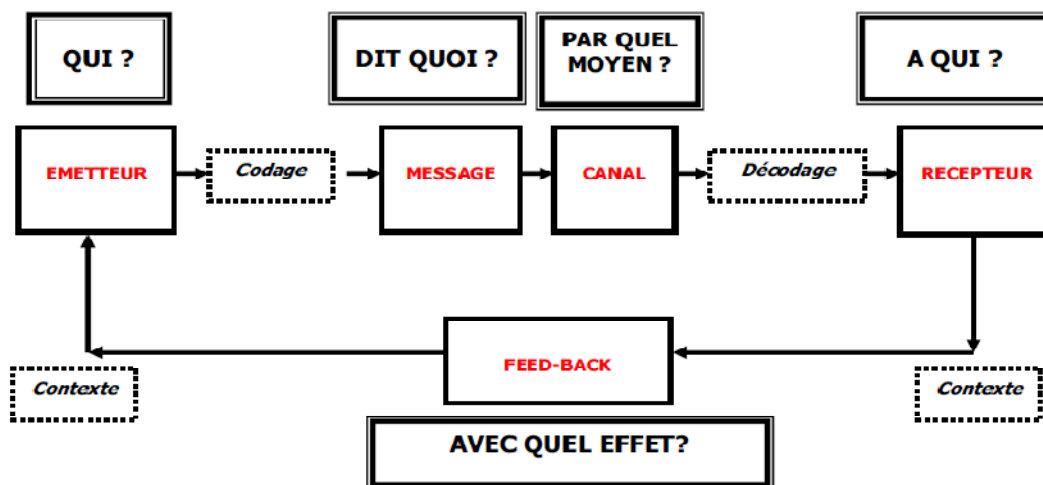 QUI ?
DIT QUOI ?
PAR QUEL
MOYEN ?
A QUI ?
EMETTEUR
Codage
MESSAGE
CANAL
Décodage
RECEPTEUR
FEED-BACK
Contexte
Contexte
AVEC QUEL EFFET?